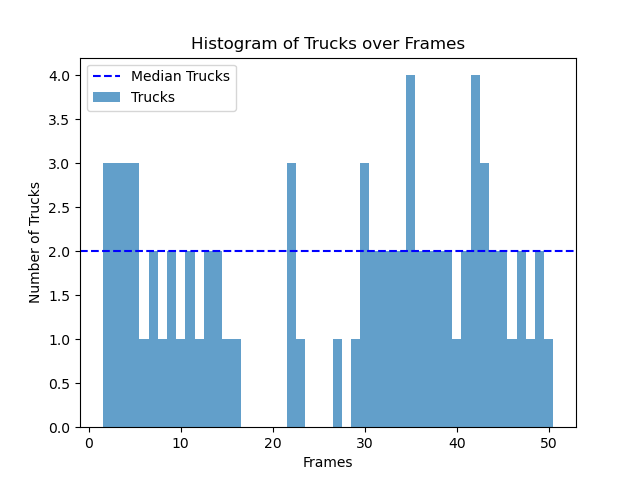 Histogram of Trucks over Frames
Median Trucks
Trucks
Number of Trucks
4.0
3.5
3.0
2.5
2.0
1.5
1.0
0.5
0.0
0 10 20 30 40 50
Frames